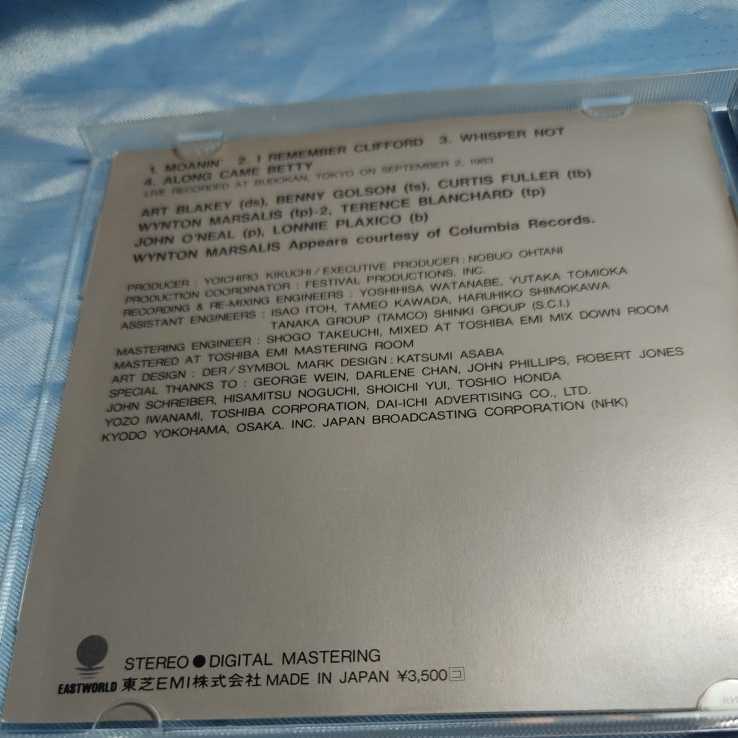 1. MOANIN' 2. I REMEMBER CLIFFORD 3. WHISPER NOT
4. ALONG CAME BETTY
LIVE RECORDED AT BUDOKAN, TOKYO ON SEPTEMBER 2, 1983
ART BLAKEY (ds), BENNY GOLSON (ts), CURTIS FULLER (tb)
WYNTON MARSALIS (tp)-2, TERENCE BLANCHARD (tp)
JOHN O'NEAL (p), LONNIE PLAXICO (b)
WYNTON MARSALIS Appears courtesy of Columbia Records.
PRODUCER : YOICHIRO KIKUCHI/EXECUTIVE PRODUCER : NOBUO OHTANI
PRODUCTION COORDINATOR : FESTIVAL PRODUCTIONS, INC.
RECORDING & RE-MIXING ENGINEERS : YOSHIHISA WATANABE, YUTAKA TOMIOKA
ASSISTANT ENGINEERS : ISAO ITOH, TAMEO KAWADA, HARUHIKO SHIMOKAWA
TANAKA GROUP (TAMCO) SHINKI GROUP (S.C.I.)
MASTERING ENGINEER : SHOGO TAKEUCHI, MIXED AT TOSHIBA EMI MIX DOWN ROOM
MASTERED AT TOSHIBA EMI MASTERING ROOM
ART DESIGN : DER/SYMBOL MARK DESIGN : KATSUMI ASABA
SPECIAL THANKS TO : GEORGE WEIN, DARLENE CHAN, JOHN PHILLIPS, ROBERT JONES
JOHN SCHREIBER, HISAMITSU NOGUCHI, SHOICHI YUI, TOSHIO HONDA
YOZO IWANAMI, TOSHIBA CORPORATION, DAI-ICHI ADVERTISING CO., LTD.
KYODO YOKOHAMA, OSAKA. INC. JAPAN BROADCASTING CORPORATION (NHK)
STEREO ● DIGITAL MASTERING
EASTWORLD 東芝EMI株式会社 MADE IN JAPAN ¥3,500 コ